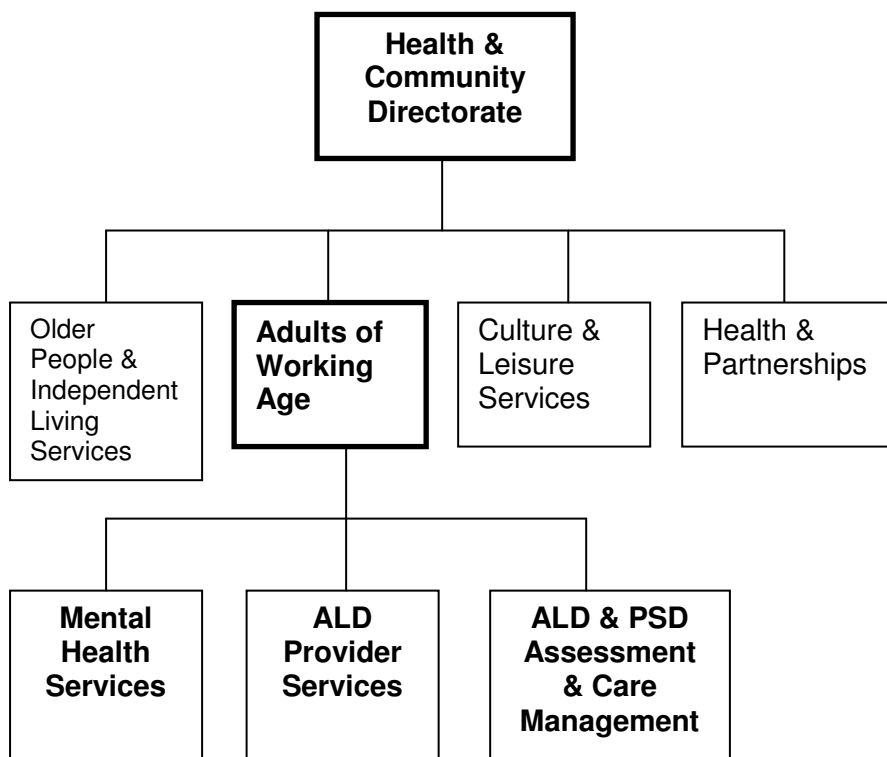 Health &
Community
Directorate
Older
People &
Independent
Living
Services
Adults of
Working
Age
Culture &
Leisure
Services
Health &
Partnerships
Mental
Health
Services
ALD
Provider
Services
ALD & PSD
Assessment
& Care
Management